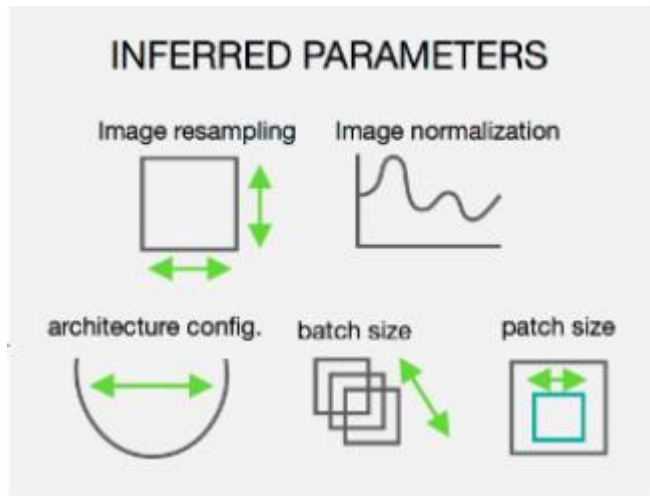 INFERRED PARAMETERS
Image resampling
Image normalization
architecture config.
batch size
patch size